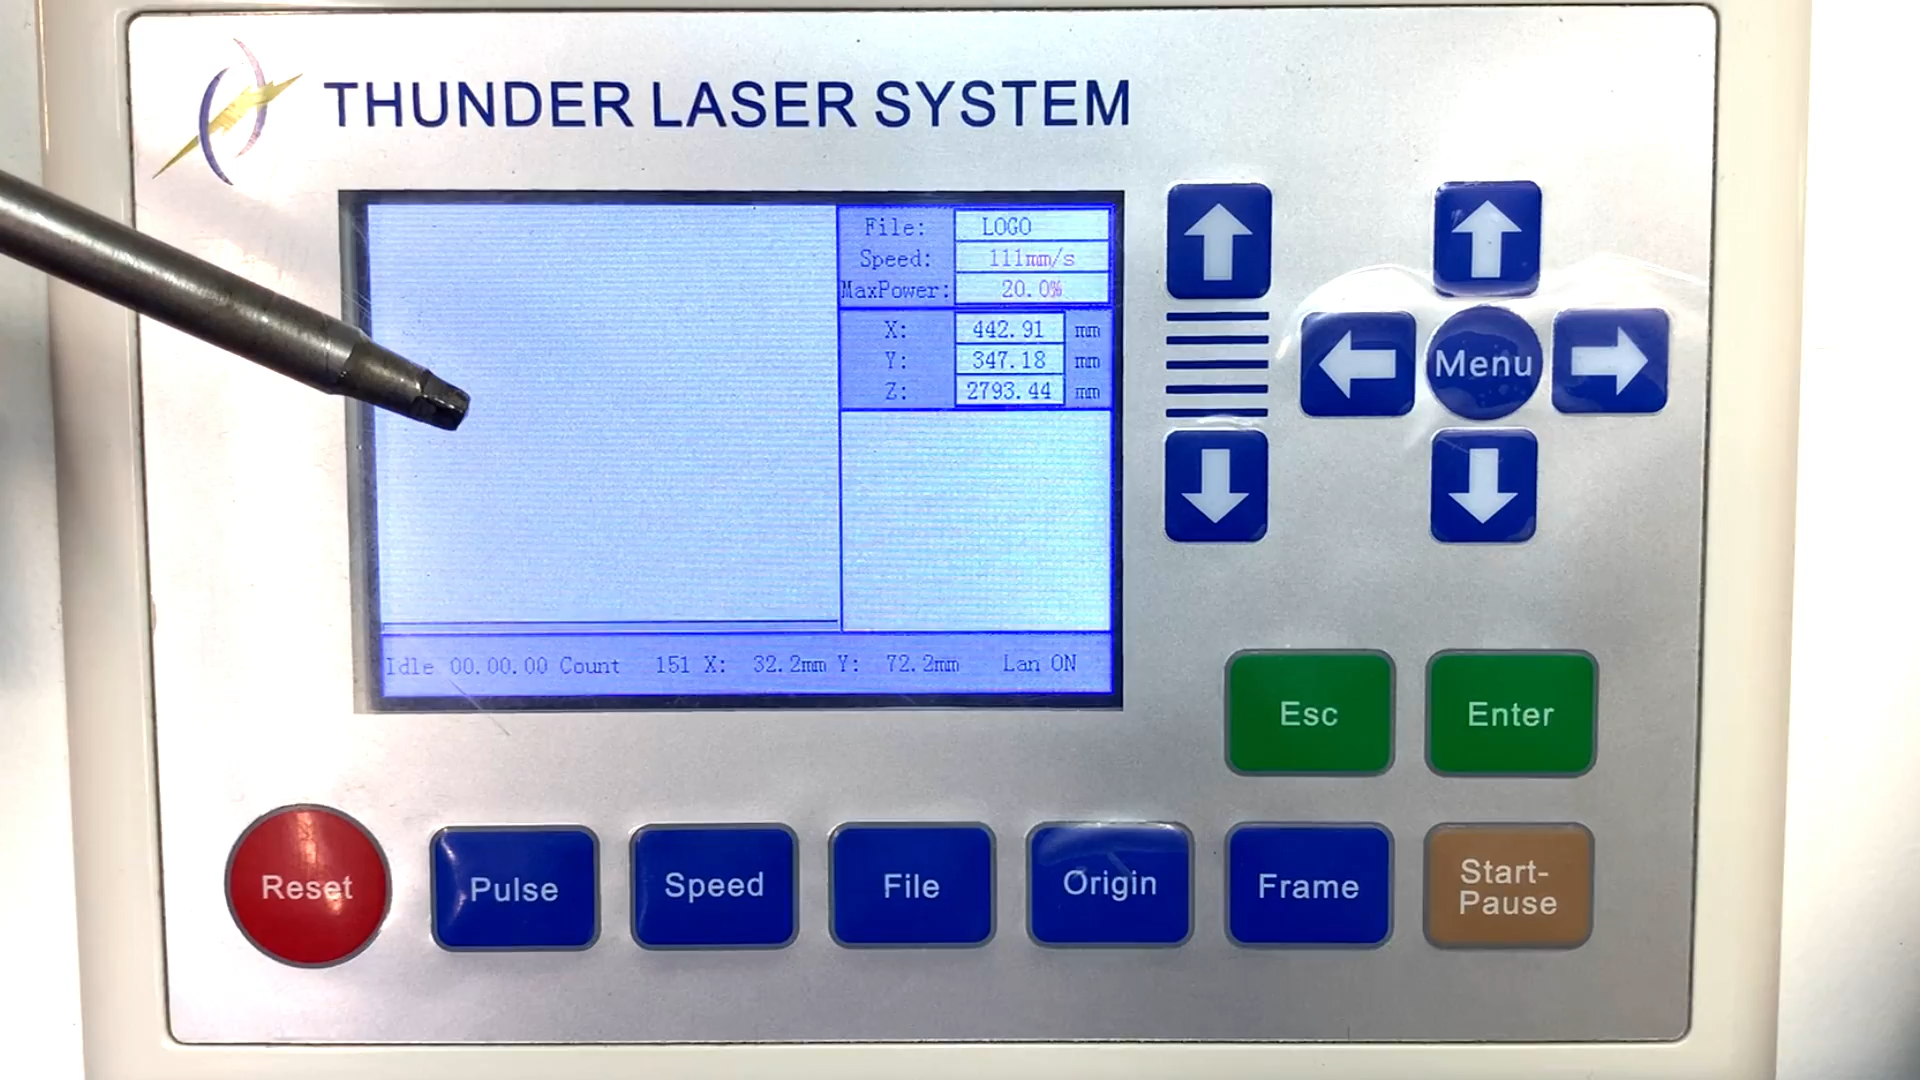 THUNDER LASER SYSTEM
File: LOGO
Speed: 111mm/s
MaxPower: 20.0%
X: 442.91 mm
Y: 347.18 mm
Z: 2793.44 mm
Idle 00.00.00 Count 151 X: 32.2mm Y: 72.2mm Lan ON
Menu
Esc
Enter
Reset
Pulse
Speed
File
Origin
Frame
Start-
Pause